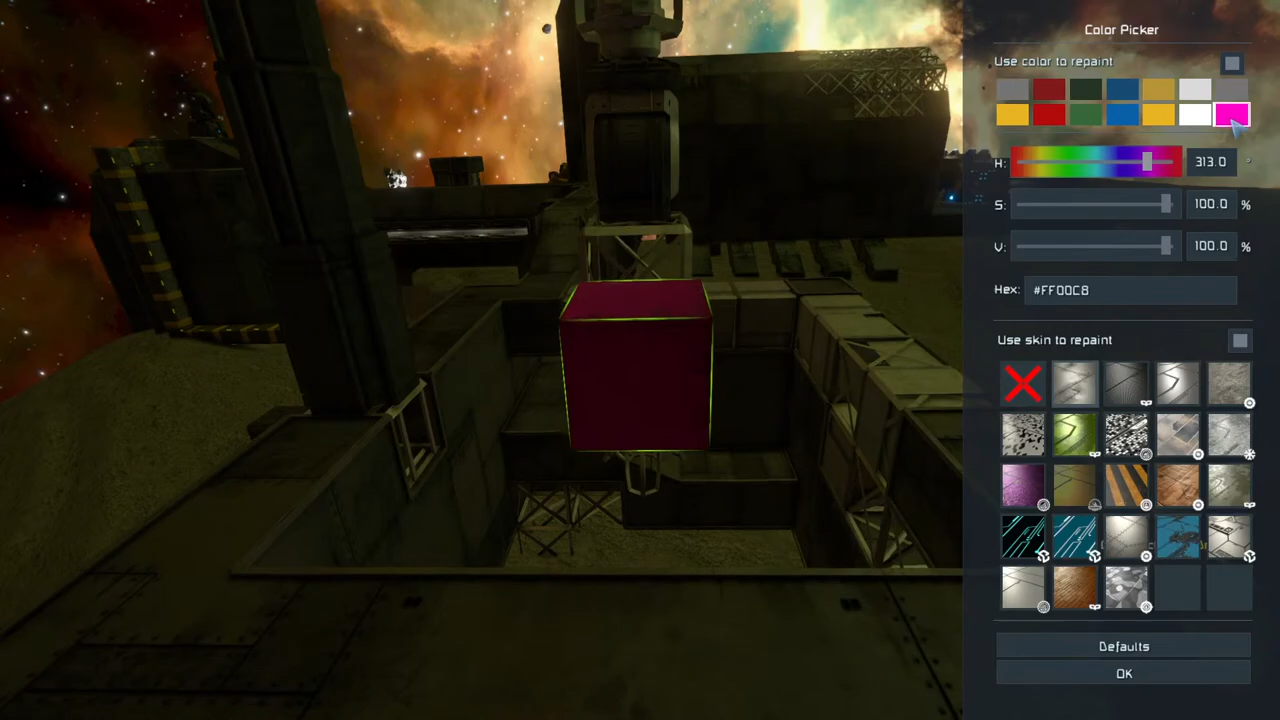 Color Picker
Use color to repaint
H: 313.0 °
S: 100.0 %
V: 100.0 %
Hex: #FF00C8
Use skin to repaint
Defaults
OK